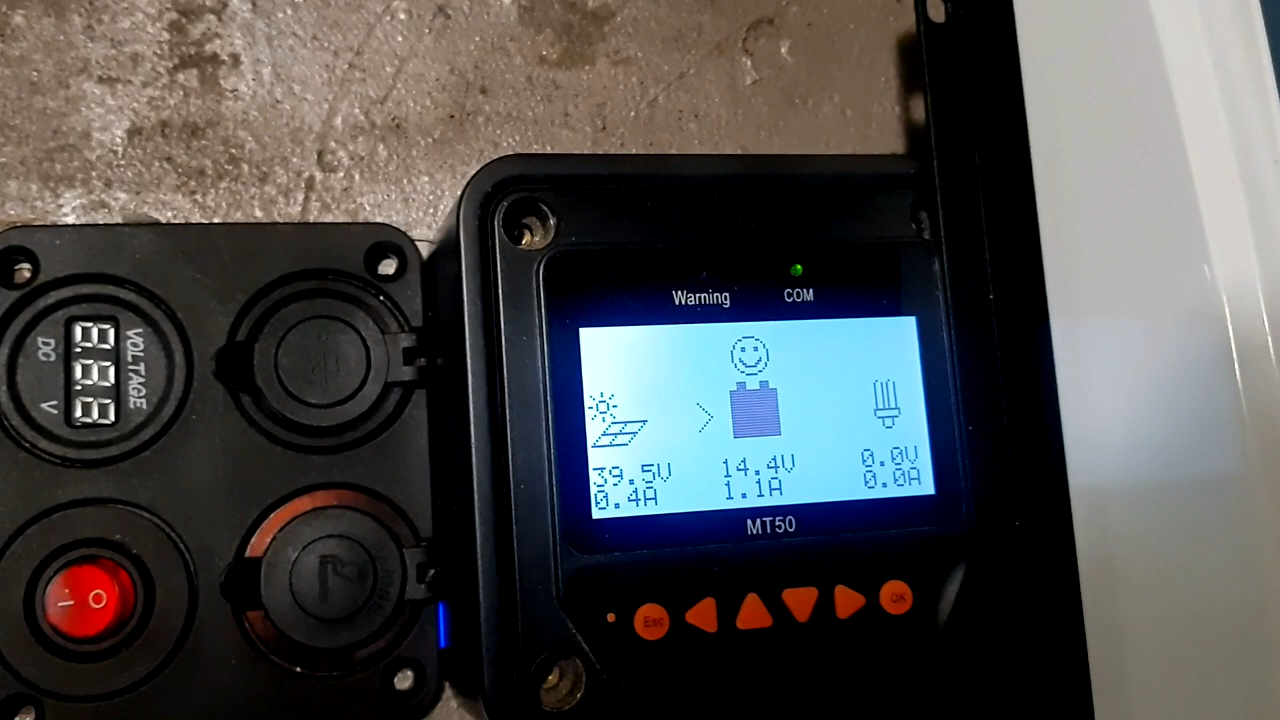 VOLTAGE
8.8.8
DC V
Warning COM
39.5V 14.4V 0.0V
0.4A 1.1A 0.0A
MT50
Esc OK